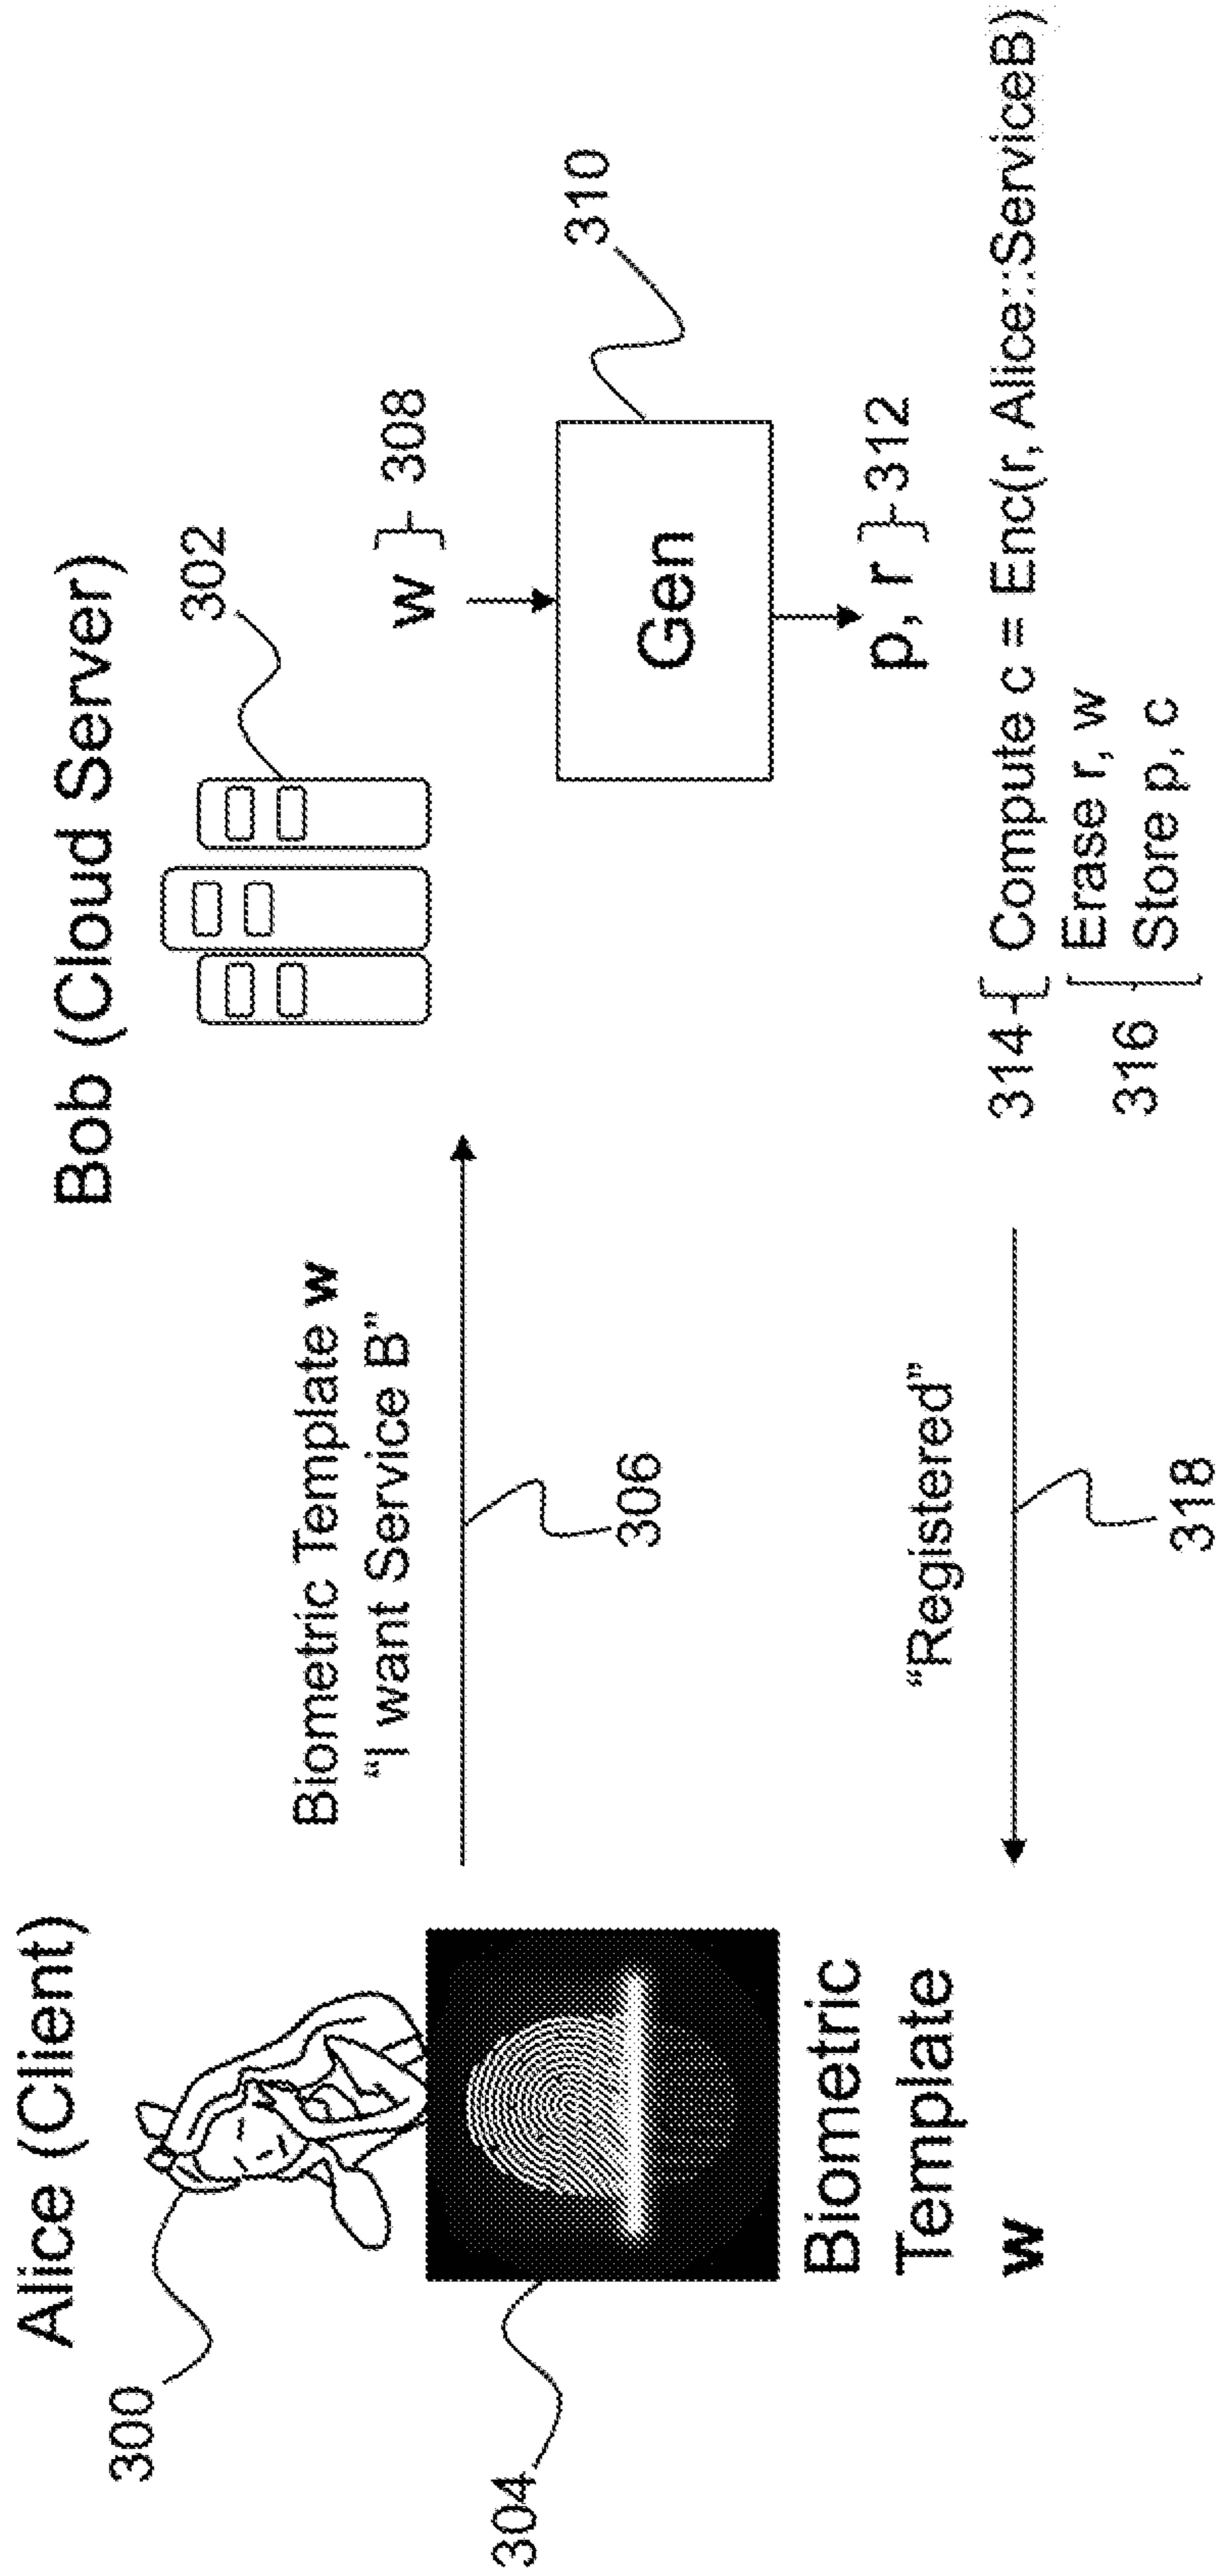 Alice (Client)
Bob (Cloud Server)
300
302
304
Biometric
Template
w
Biometric Template w
“I want Service B”
306
w
308
Gen
310
p, r
312
314
Compute c = Enc(r, Alice::ServiceB)
Erase r, w
316
Store p, c
“Registered”
318